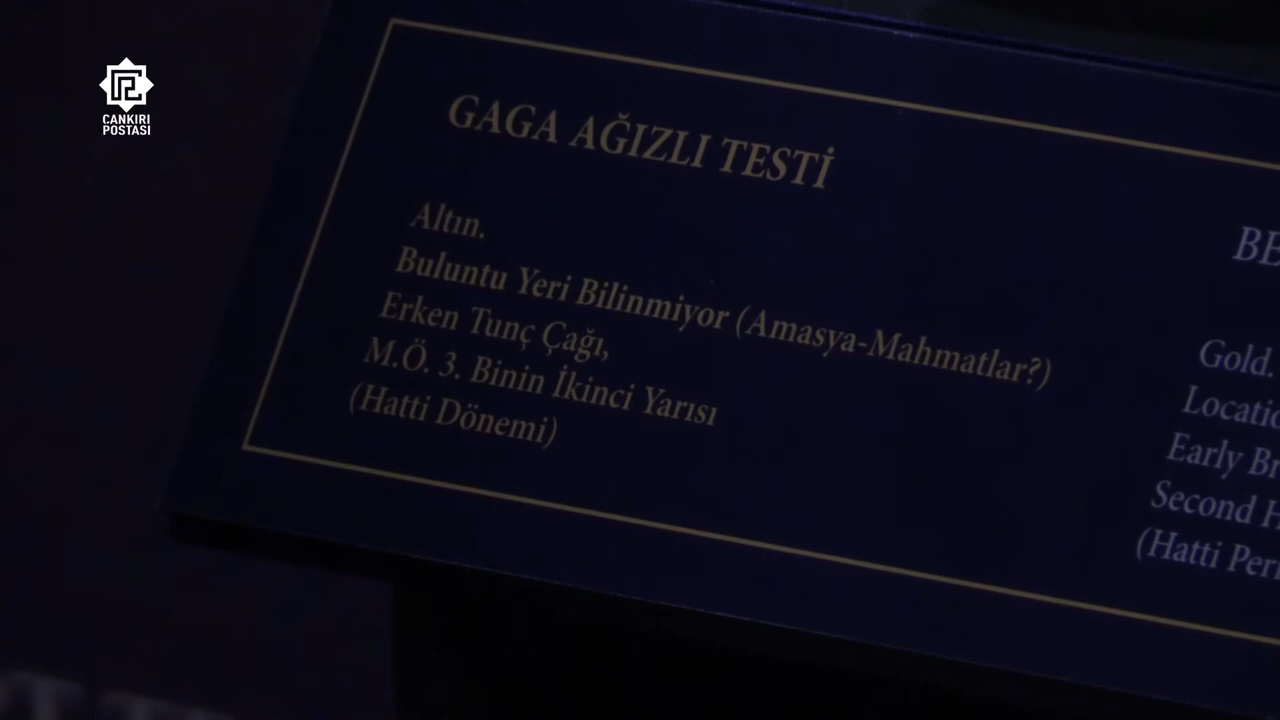 CANKIRI
POSTASI
GAGA AĞIZLI TESTİ
Altın.
Buluntu Yeri Bilinmiyor (Amasya-Mahmatlar?)
Erken Tunç Çağı,
M.Ö. 3. Binin İkinci Yarısı
(Hatti Dönemi)
Gold.
Early
Second
(Hatti